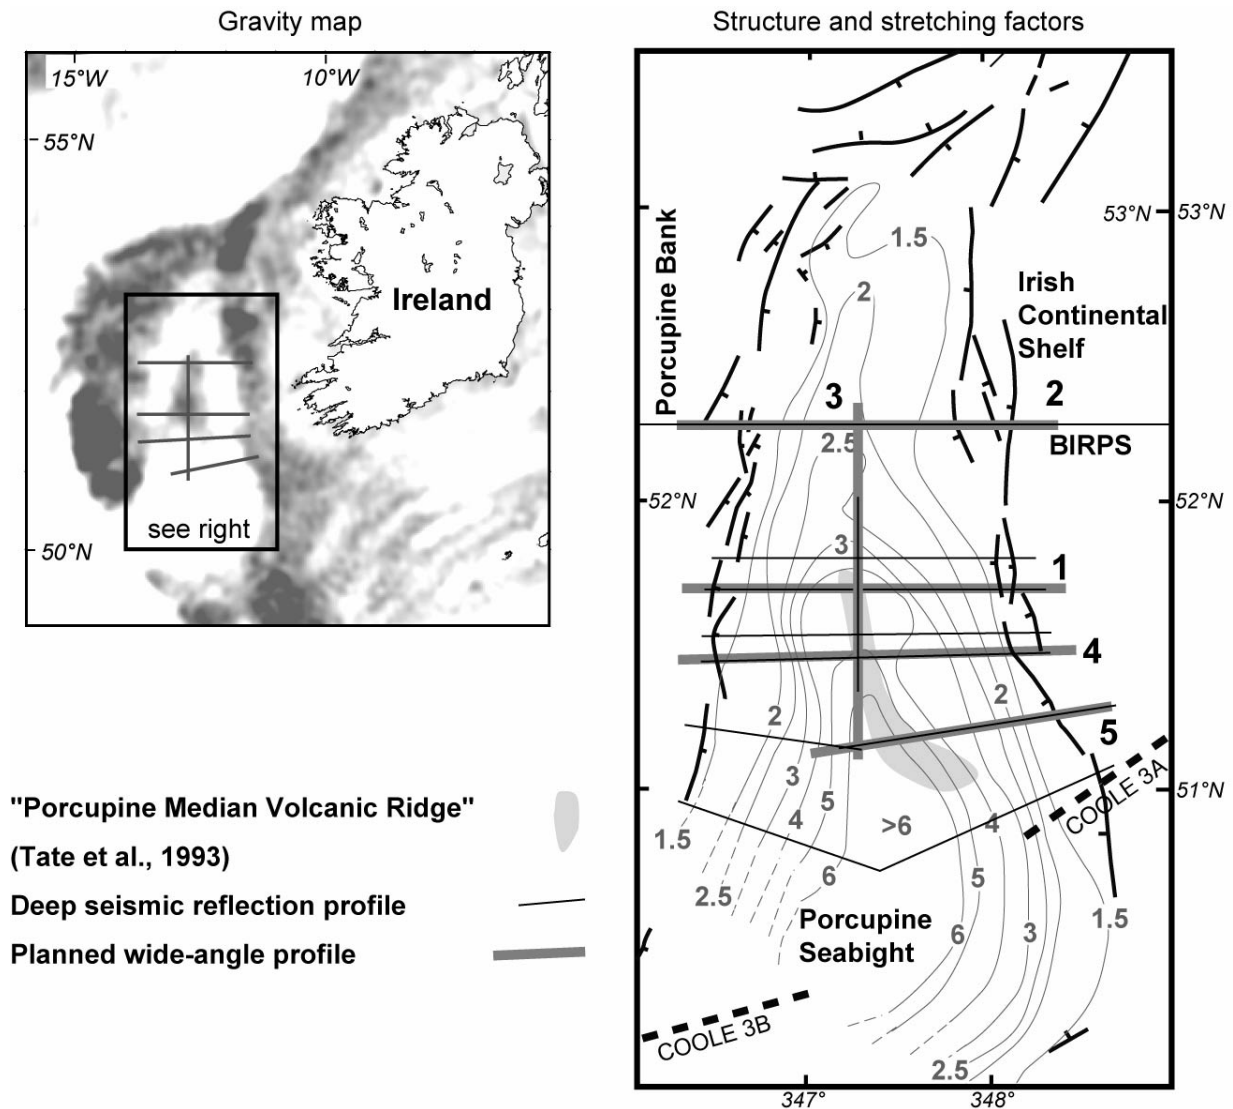 Gravity map
15°W
10°W
55°N
Ireland
see right
50°N
"Porcupine Median Volcanic Ridge"
(Tate et al., 1993)
Deep seismic reflection profile
Planned wide-angle profile
Structure and stretching factors
53°N
53°N
Porcupine Bank
1.5
2
Irish
Continental
Shelf
3
2
2.5
BIRPS
52°N
52°N
3
1
4
2
2
5
3
5
COOLE 3A
51°N
4
>6
4
1.5
6
5
2.5
Porcupine
Seabight
6
3
1.5
COOLE 3B
2.5
347°
348°